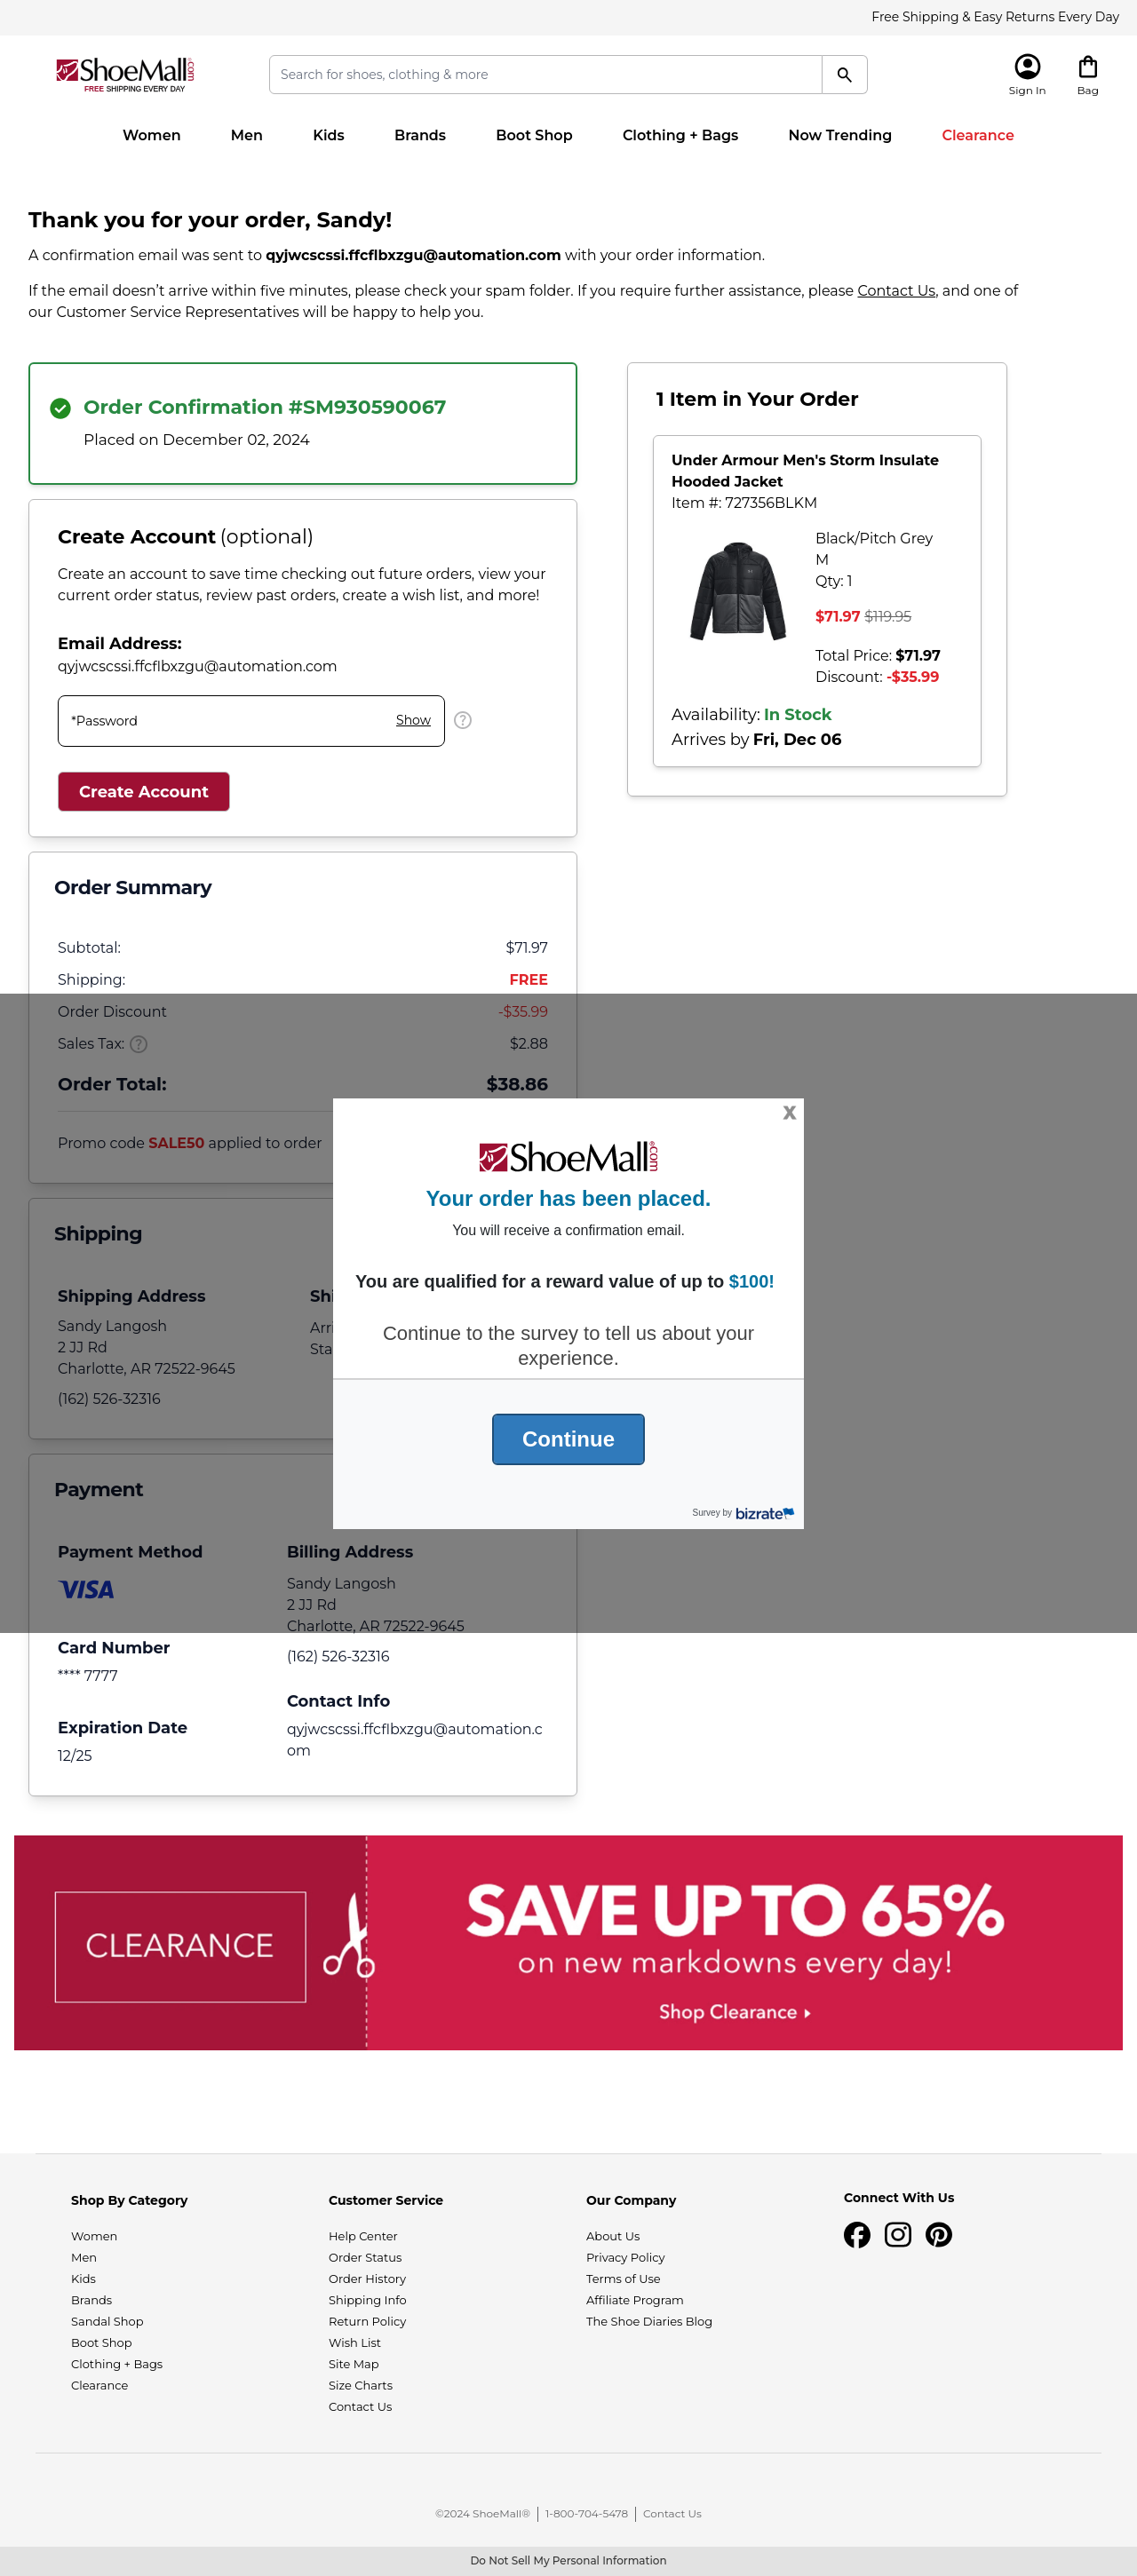 Free Shipping & Easy Returns Every Day
ShoeMall®.com
FREE SHIPPING EVERY DAY
Search for shoes, clothing & more
Sign In
Bag
Women Men Kids Brands Boot Shop Clothing + Bags Now Trending Clearance
Thank you for your order, Sandy!
A confirmation email was sent to qyjwcscssi.ffcflbxzgu@automation.com with your order information.
If the email doesn’t arrive within five minutes, please check your spam folder. If you require further assistance, please Contact Us, and one of
our Customer Service Representatives will be happy to help you.
Order Confirmation #SM930590067
Placed on December 02, 2024
Create Account (optional)
Create an account to save time checking out future orders, view your
current order status, review past orders, create a wish list, and more!
Email Address:
qyjwcscssi.ffcflbxzgu@automation.com
*Password Show ?
Create Account
1 Item in Your Order
Under Armour Men's Storm Insulate
Hooded Jacket
Item #: 727356BLKM
Black/Pitch Grey
M
Qty: 1
$71.97 $119.95
Total Price: $71.97
Discount: -$35.99
Availability: In Stock
Arrives by Fri, Dec 06
Order Summary
Subtotal: $71.97
Shipping: FREE
Order Discount -$35.99
Sales Tax: ? $2.88
Order Total: $38.86
Promo code SALE50 applied to order
X
ShoeMall®.com
Your order has been placed.
You will receive a confirmation email.
You are qualified for a reward value of up to $100!
Continue to the survey to tell us about your
experience.
Continue
Survey by bizrate
Shipping
Shipping Address
Sandy Langosh
2 JJ Rd
Charlotte, AR 72522-9645
(162) 526-32316
Shi
Arri
Sta
Payment
Payment Method
VISA
Card Number
**** 7777
Expiration Date
12/25
Billing Address
Sandy Langosh
2 JJ Rd
Charlotte, AR 72522-9645
(162) 526-32316
Contact Info
qyjwcscssi.ffcflbxzgu@automation.c
om
CLEARANCE
SAVE UP TO 65%
on new markdowns every day!
Shop Clearance
Shop By Category
Women
Men
Kids
Brands
Sandal Shop
Boot Shop
Clothing + Bags
Clearance
Customer Service
Help Center
Order Status
Order History
Shipping Info
Return Policy
Wish List
Site Map
Size Charts
Contact Us
Our Company
About Us
Privacy Policy
Terms of Use
Affiliate Program
The Shoe Diaries Blog
Connect With Us
©2024 ShoeMall® | 1-800-704-5478 | Contact Us
Do Not Sell My Personal Information